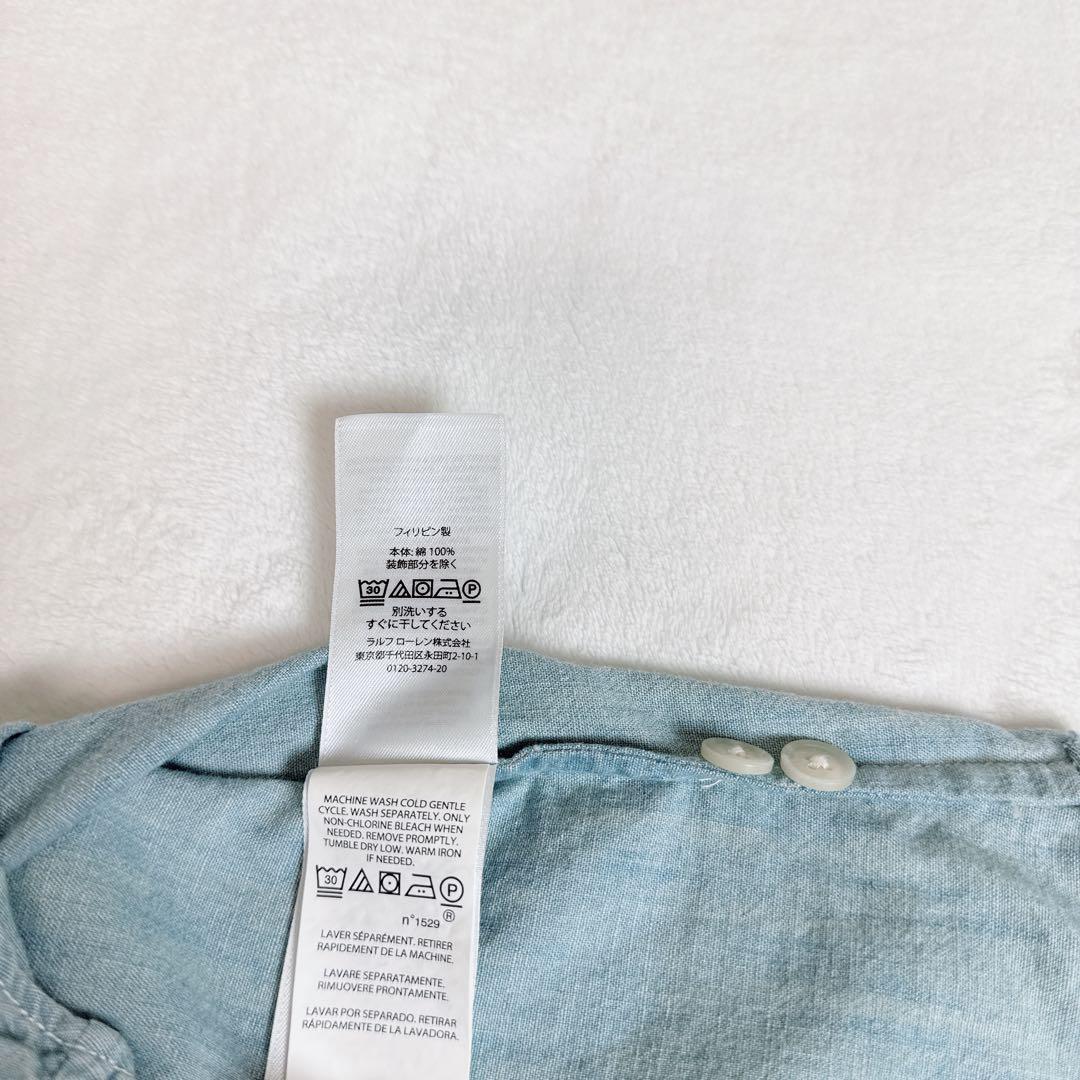 フィリピン製
本体: 綿 100%
装飾部分を除く
30 P
別洗いする
すぐに干してください
ラルフ ローレン株式会社
東京都千代田区永田町2-10-1
0120-3274-20
MACHINE WASH COLD GENTLE
CYCLE. WASH SEPARATELY. ONLY
NON-CHLORINE BLEACH WHEN
NEEDED. REMOVE PROMPTLY.
TUMBLE DRY LOW. WARM IRON
IF NEEDED.
30 P
n°1529 ®
LAVER SÉPARÉMENT. RETIRER
RAPIDEMENT DE LA MACHINE.
LAVARE SEPARATAMENTE.
RIMUOVERE PRONTAMENTE.
LAVAR POR SEPARADO. RETIRAR
RÁPIDAMENTE DE LA LAVADORA.